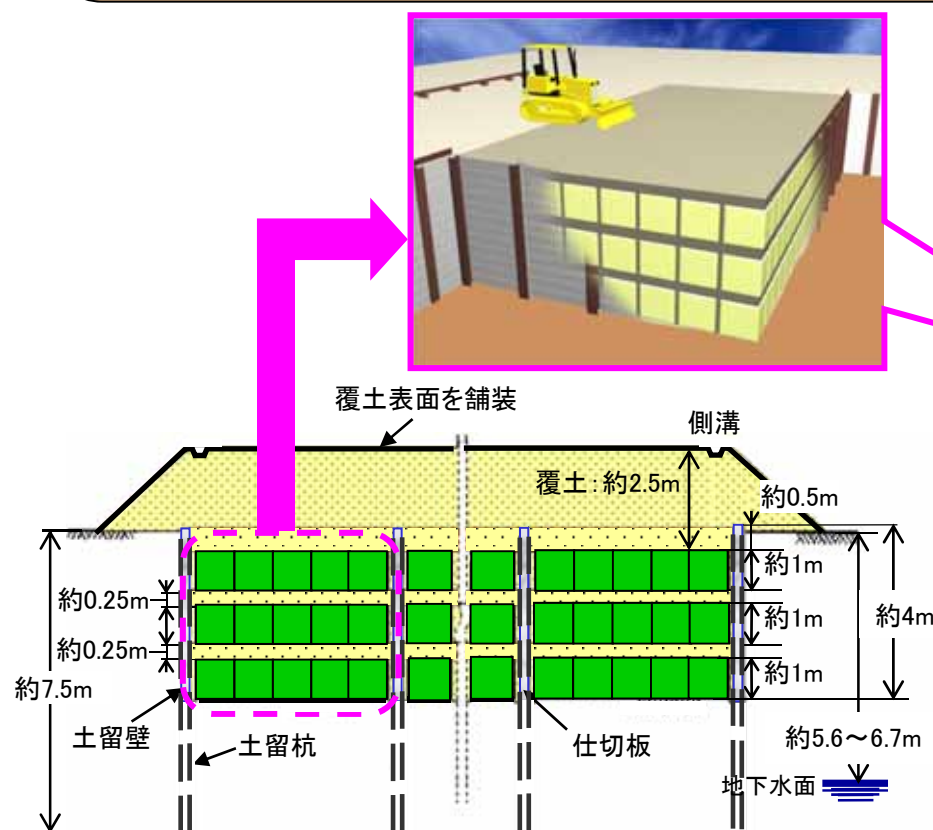 覆土表面を舗装
側溝
覆土：約2.5m
約0.5m
約1m
約0.25m
約1m
約4m
約0.25m
約1m
約7.5m
土留壁
土留杭
仕切板
約5.6～6.7m
地下水面